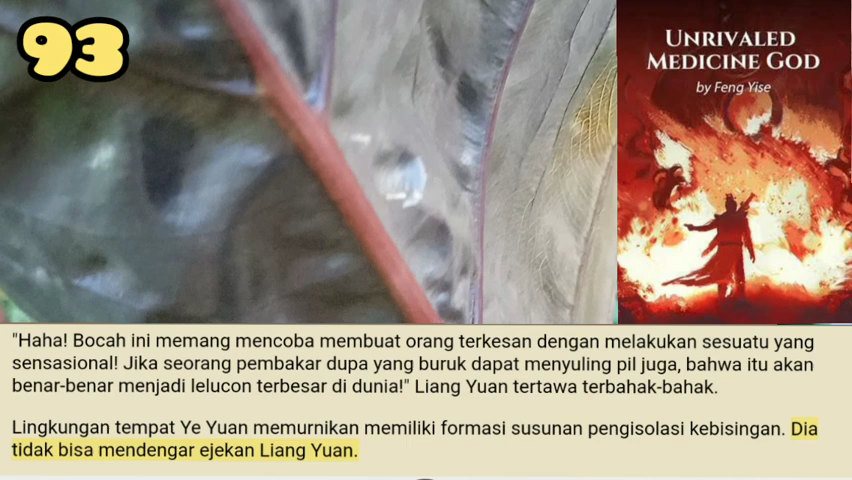 93
UNRIVALED
MEDICINE GOD
by Feng Yise
"Haha! Bocah ini memang mencoba membuat orang terkesan dengan melakukan sesuatu yang
sensasional! Jika seorang pembakar dupa yang buruk dapat menyuling pil juga, bahwa itu akan
benar-benar menjadi lelucon terbesar di dunia!" Liang Yuan tertawa terbahak-bahak.
Lingkungan tempat Ye Yuan memurnikan memiliki formasi susunan pengisolasi kebisingan. Dia
tidak bisa mendengar ejekan Liang Yuan.